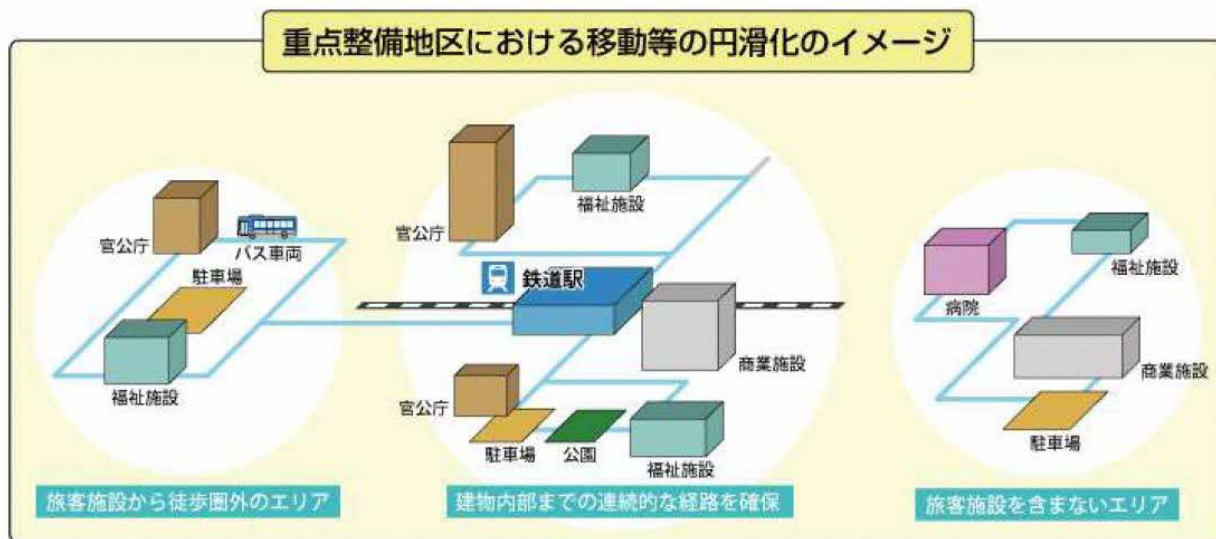 重点整備地区における移動等の円滑化のイメージ
官公庁
バス車両
駐車場
福祉施設
旅客施設から徒歩圏外のエリア
官公庁
福祉施設
鉄道駅
商業施設
官公庁
駐車場
公園
福祉施設
建物内部までの連続的な経路を確保
福祉施設
病院
商業施設
駐車場
旅客施設を含まないエリア